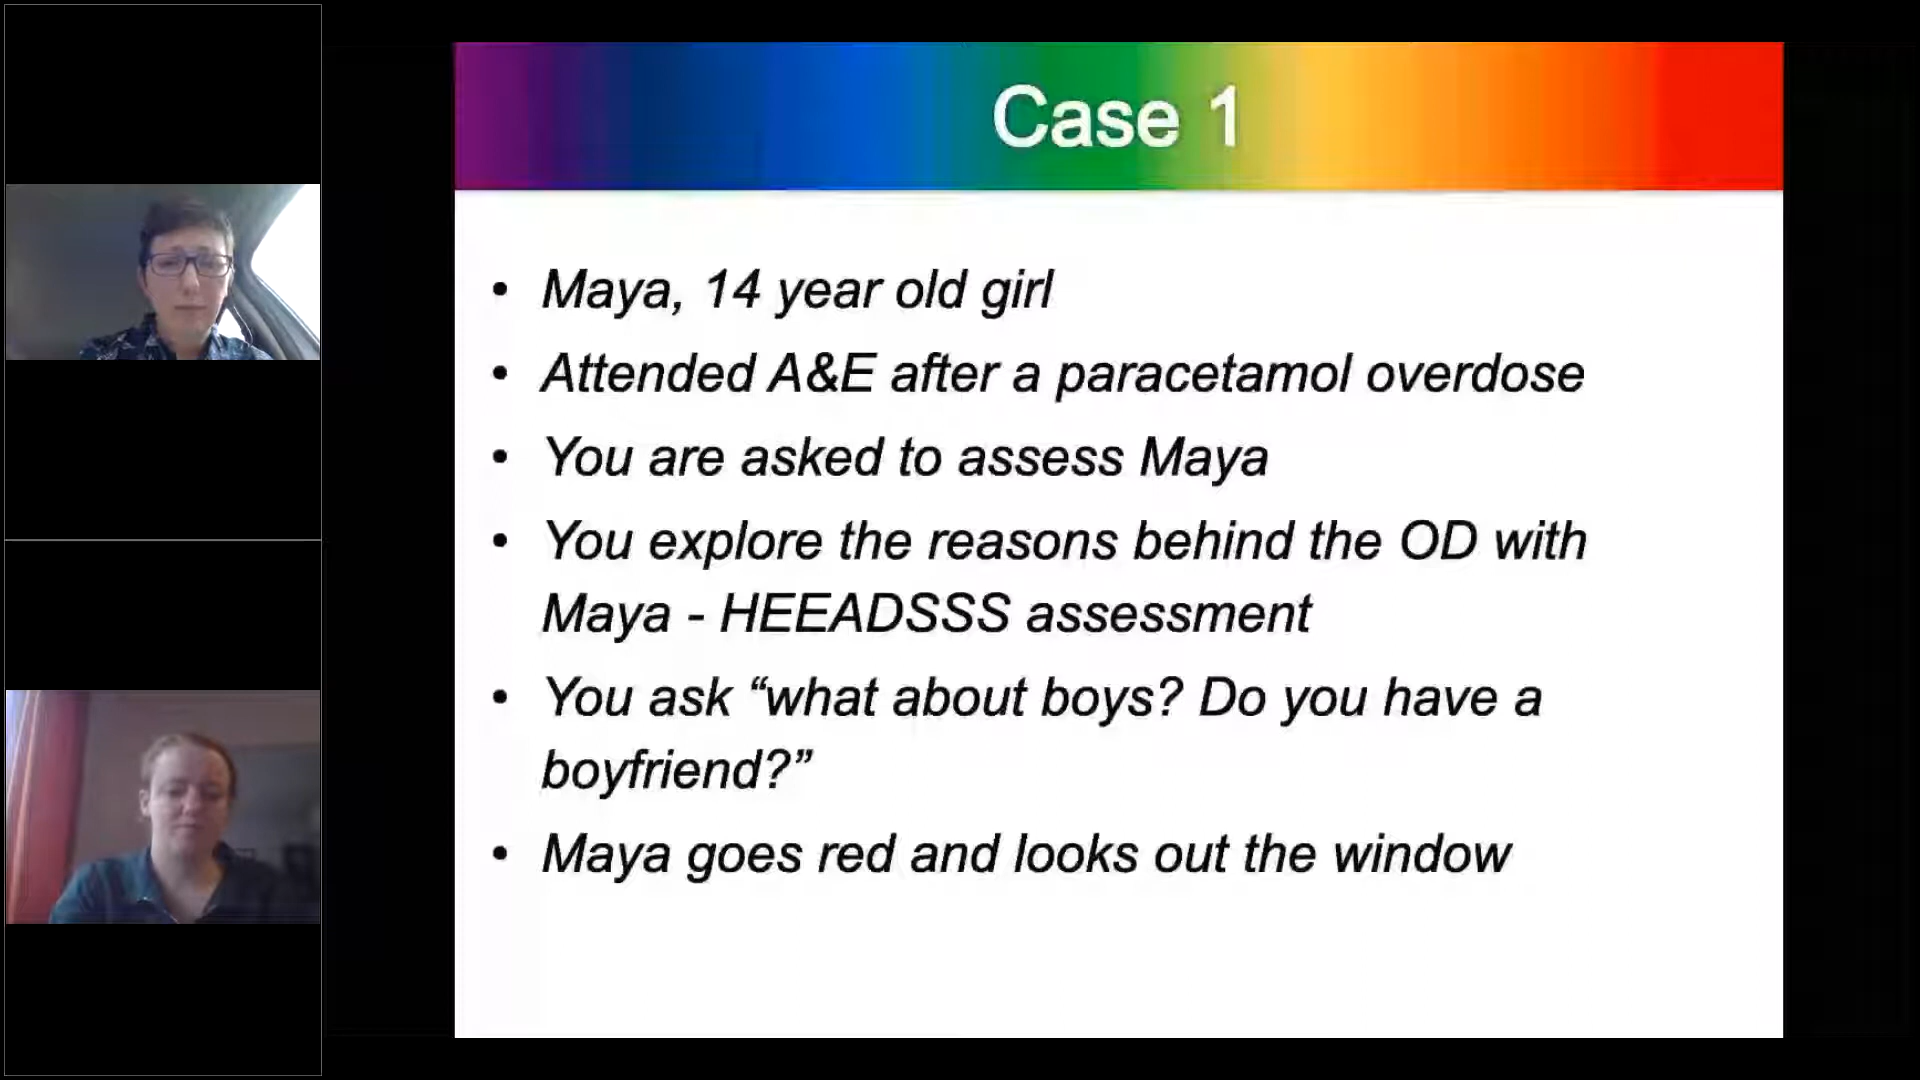 Case 1
• Maya, 14 year old girl
• Attended A&E after a paracetamol overdose
• You are asked to assess Maya
• You explore the reasons behind the OD with
Maya - HEEADSSS assessment
• You ask “what about boys? Do you have a
boyfriend?”
• Maya goes red and looks out the window